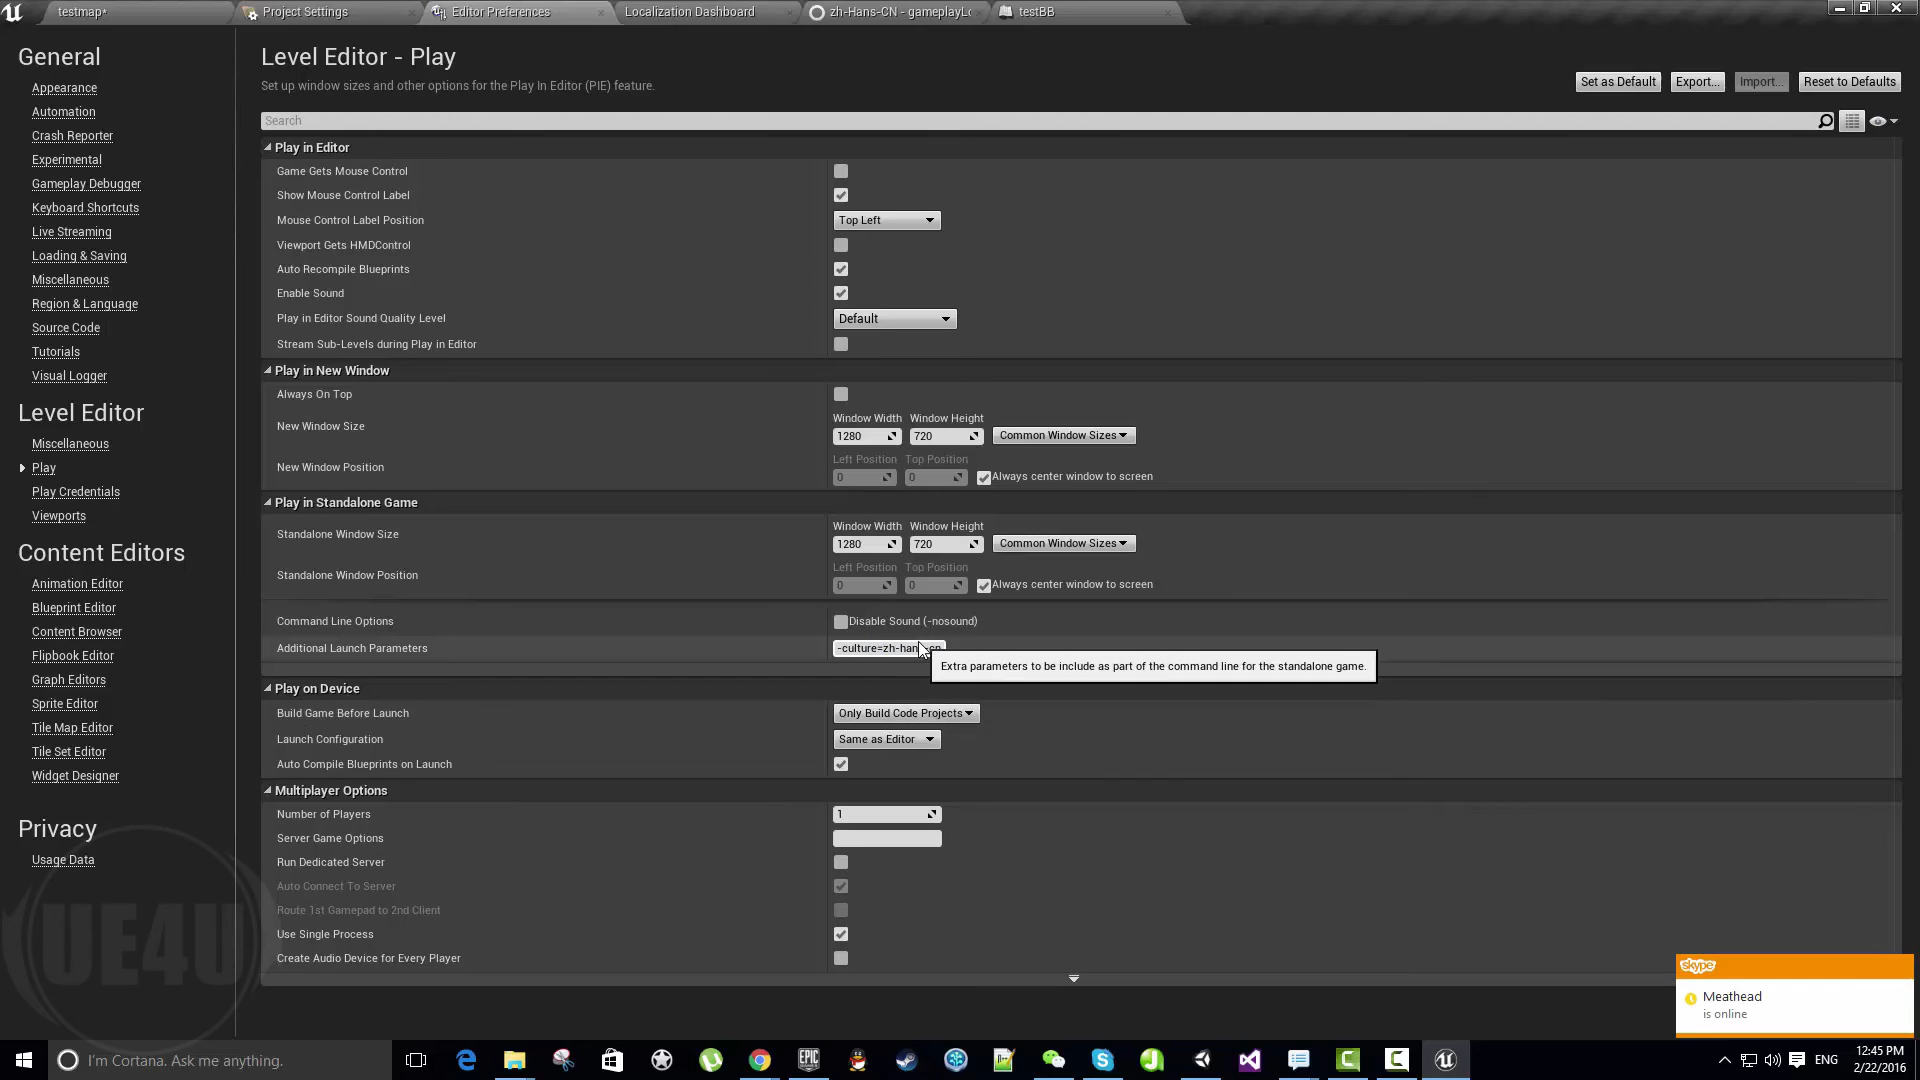 testmap*
Project Settings
Editor Preferences
Localization Dashboard
zh-Hans-CN - gameplayLo
testBB
General
Appearance
Automation
Crash Reporter
Experimental
Gameplay Debugger
Keyboard Shortcuts
Live Streaming
Loading & Saving
Miscellaneous
Region & Language
Source Code
Tutorials
Visual Logger
Level Editor
Miscellaneous
Play
Play Credentials
Viewports
Content Editors
Animation Editor
Blueprint Editor
Content Browser
Flipbook Editor
Graph Editors
Sprite Editor
Tile Map Editor
Tile Set Editor
Widget Designer
Privacy
Usage Data
UE4U
Level Editor - Play
Set up window sizes and other options for the Play In Editor (PIE) feature.
Set as Default
Export...
Import...
Reset to Defaults
Search
Play in Editor
Game Gets Mouse Control
Show Mouse Control Label
Mouse Control Label Position
Top Left
Viewport Gets HMDControl
Auto Recompile Blueprints
Enable Sound
Play in Editor Sound Quality Level
Default
Stream Sub-Levels during Play in Editor
Play in New Window
Always On Top
Window Width Window Height
New Window Size
1280 720 Common Window Sizes
Left Position Top Position
New Window Position
0 0 Always center window to screen
Play in Standalone Game
Window Width Window Height
Standalone Window Size
1280 720 Common Window Sizes
Left Position Top Position
Standalone Window Position
0 0 Always center window to screen
Command Line Options
Disable Sound (-nosound)
Additional Launch Parameters
-culture=zh-han cn
Extra parameters to be include as part of the command line for the standalone game.
Play on Device
Build Game Before Launch
Only Build Code Projects
Launch Configuration
Same as Editor
Auto Compile Blueprints on Launch
Multiplayer Options
Number of Players
1
Server Game Options
Run Dedicated Server
Auto Connect To Server
Route 1st Gamepad to 2nd Client
Use Single Process
Create Audio Device for Every Player
skype
Meathead
is online
I'm Cortana. Ask me anything.
EPIC
GAMES
ENG
12:45 PM
2/22/2016